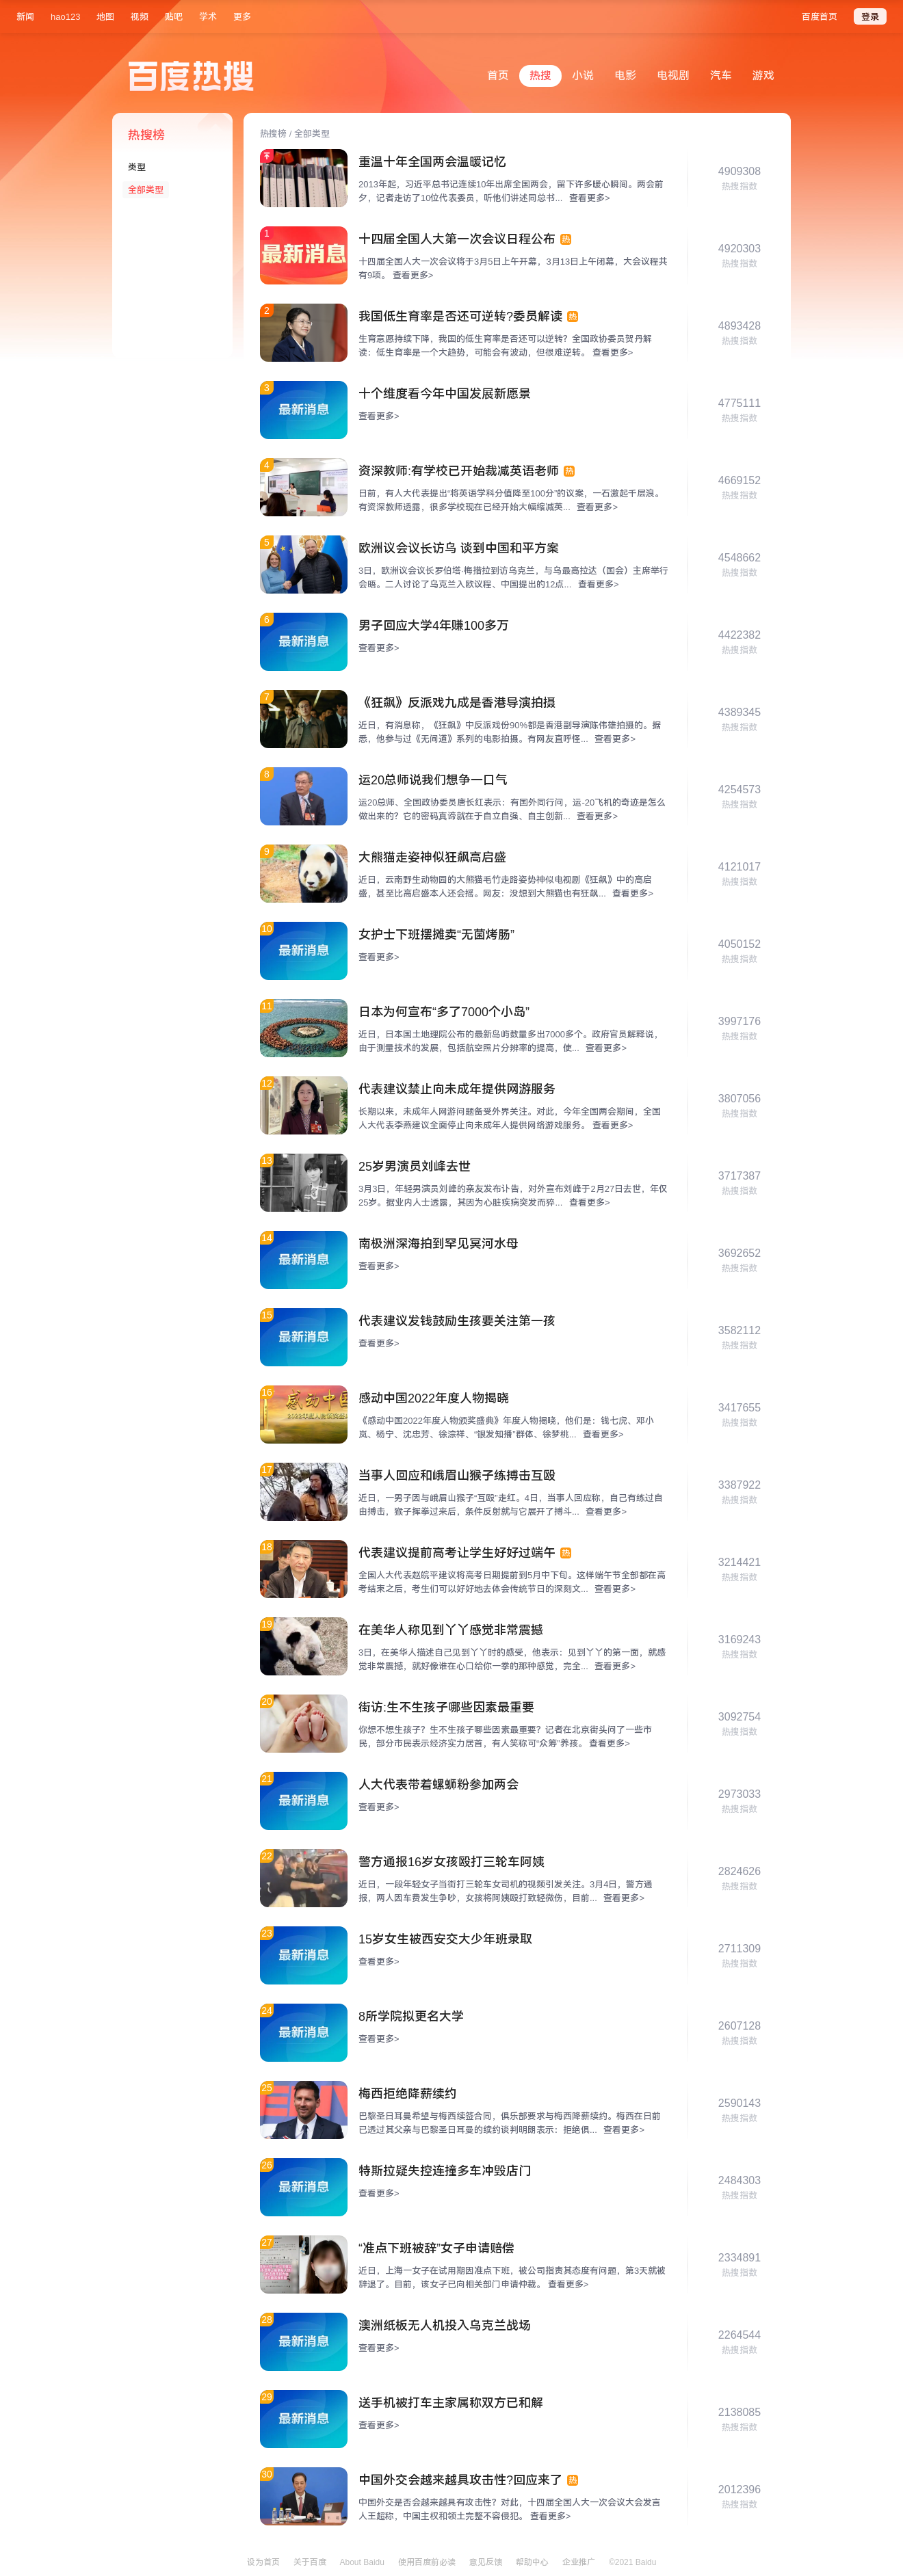 新闻 hao123 地图 视频 贴吧 学术 更多 百度首页 登录
百度热搜
首页 热搜 小说 电影 电视剧 汽车 游戏
热搜榜
类型
全部类型
热搜榜 / 全部类型
重温十年全国两会温暖记忆
2013年起，习近平总书记连续10年出席全国两会，留下许多暖心瞬间。两会前
夕，记者走访了10位代表委员，听他们讲述同总书... 查看更多>
4909308
热搜指数
1
最新消息
十四届全国人大第一次会议日程公布 热
十四届全国人大一次会议将于3月5日上午开幕，3月13日上午闭幕，大会议程共
有9项。 查看更多>
4920303
热搜指数
2
我国低生育率是否还可逆转?委员解读 热
生育意愿持续下降，我国的低生育率是否还可以逆转？全国政协委员贺丹解
读：低生育率是一个大趋势，可能会有波动，但很难逆转。 查看更多>
4893428
热搜指数
3
最新消息
十个维度看今年中国发展新愿景
查看更多>
4775111
热搜指数
4
资深教师:有学校已开始裁减英语老师 热
日前，有人大代表提出“将英语学科分值降至100分”的议案，一石激起千层浪。
有资深教师透露，很多学校现在已经开始大幅缩减英... 查看更多>
4669152
热搜指数
5
欧洲议会议长访乌 谈到中国和平方案
3日，欧洲议会议长罗伯塔·梅措拉到访乌克兰，与乌最高拉达（国会）主席举行
会晤。二人讨论了乌克兰入欧议程、中国提出的12点... 查看更多>
4548662
热搜指数
6
最新消息
男子回应大学4年赚100多万
查看更多>
4422382
热搜指数
7
《狂飙》反派戏九成是香港导演拍摄
近日，有消息称，《狂飙》中反派戏份90%都是香港副导演陈伟雄拍摄的。据
悉，他参与过《无间道》系列的电影拍摄。有网友直呼怪... 查看更多>
4389345
热搜指数
8
运20总师说我们想争一口气
运20总师、全国政协委员唐长红表示：有国外同行问，运-20飞机的奇迹是怎么
做出来的？它的密码真谛就在于自立自强、自主创新... 查看更多>
4254573
热搜指数
9
大熊猫走姿神似狂飙高启盛
近日，云南野生动物园的大熊猫毛竹走路姿势神似电视剧《狂飙》中的高启
盛，甚至比高启盛本人还会摇。网友：没想到大熊猫也有狂飙... 查看更多>
4121017
热搜指数
10
最新消息
女护士下班摆摊卖“无菌烤肠”
查看更多>
4050152
热搜指数
11
日本为何宣布“多了7000个小岛”
近日，日本国土地理院公布的最新岛屿数量多出7000多个。政府官员解释说，
由于测量技术的发展，包括航空照片分辨率的提高，使... 查看更多>
3997176
热搜指数
12
代表建议禁止向未成年提供网游服务
长期以来，未成年人网游问题备受外界关注。对此，今年全国两会期间，全国
人大代表李燕建议全面停止向未成年人提供网络游戏服务。 查看更多>
3807056
热搜指数
13
25岁男演员刘峰去世
3月3日，年轻男演员刘峰的亲友发布讣告，对外宣布刘峰于2月27日去世，年仅
25岁。据业内人士透露，其因为心脏疾病突发而猝... 查看更多>
3717387
热搜指数
14
最新消息
南极洲深海拍到罕见冥河水母
查看更多>
3692652
热搜指数
15
最新消息
代表建议发钱鼓励生孩要关注第一孩
查看更多>
3582112
热搜指数
16
感动中国2022年度人物揭晓
《感动中国2022年度人物颁奖盛典》年度人物揭晓，他们是：钱七虎、邓小
岚、杨宁、沈忠芳、徐淙祥、“银发知播”群体、徐梦桃... 查看更多>
3417655
热搜指数
17
当事人回应和峨眉山猴子练搏击互殴
近日，一男子因与峨眉山猴子“互殴”走红。4日，当事人回应称，自己有练过自
由搏击，猴子挥拳过来后，条件反射就与它展开了搏斗... 查看更多>
3387922
热搜指数
18
代表建议提前高考让学生好好过端午 热
全国人大代表赵皖平建议将高考日期提前到5月中下旬。这样端午节全部都在高
考结束之后，考生们可以好好地去体会传统节日的深刻文... 查看更多>
3214421
热搜指数
19
在美华人称见到丫丫感觉非常震撼
3日，在美华人描述自己见到丫丫时的感受，他表示：见到丫丫的第一面，就感
觉非常震撼，就好像谁在心口给你一拳的那种感觉，完全... 查看更多>
3169243
热搜指数
20
街访:生不生孩子哪些因素最重要
你想不想生孩子？生不生孩子哪些因素最重要？记者在北京街头问了一些市
民，部分市民表示经济实力居首，有人笑称可“众筹”养孩。 查看更多>
3092754
热搜指数
21
最新消息
人大代表带着螺蛳粉参加两会
查看更多>
2973033
热搜指数
22
警方通报16岁女孩殴打三轮车阿姨
近日，一段年轻女子当街打三轮车女司机的视频引发关注。3月4日，警方通
报，两人因车费发生争吵，女孩将阿姨殴打致轻微伤，目前... 查看更多>
2824626
热搜指数
23
最新消息
15岁女生被西安交大少年班录取
查看更多>
2711309
热搜指数
24
最新消息
8所学院拟更名大学
查看更多>
2607128
热搜指数
25
梅西拒绝降薪续约
巴黎圣日耳曼希望与梅西续签合同，俱乐部要求与梅西降薪续约。梅西在日前
已透过其父亲与巴黎圣日耳曼的续约谈判明朗表示：拒绝俱... 查看更多>
2590143
热搜指数
26
最新消息
特斯拉疑失控连撞多车冲毁店门
查看更多>
2484303
热搜指数
27
“准点下班被辞”女子申请赔偿
近日，上海一女子在试用期因准点下班，被公司指责其态度有问题，第3天就被
辞退了。目前，该女子已向相关部门申请仲裁。 查看更多>
2334891
热搜指数
28
最新消息
澳洲纸板无人机投入乌克兰战场
查看更多>
2264544
热搜指数
29
最新消息
送手机被打车主家属称双方已和解
查看更多>
2138085
热搜指数
30
中国外交会越来越具攻击性?回应来了 热
中国外交是否会越来越具有攻击性？对此，十四届全国人大一次会议大会发言
人王超称，中国主权和领土完整不容侵犯。 查看更多>
2012396
热搜指数
设为首页 关于百度 About Baidu 使用百度前必读 意见反馈 帮助中心 企业推广 ©2021 Baidu